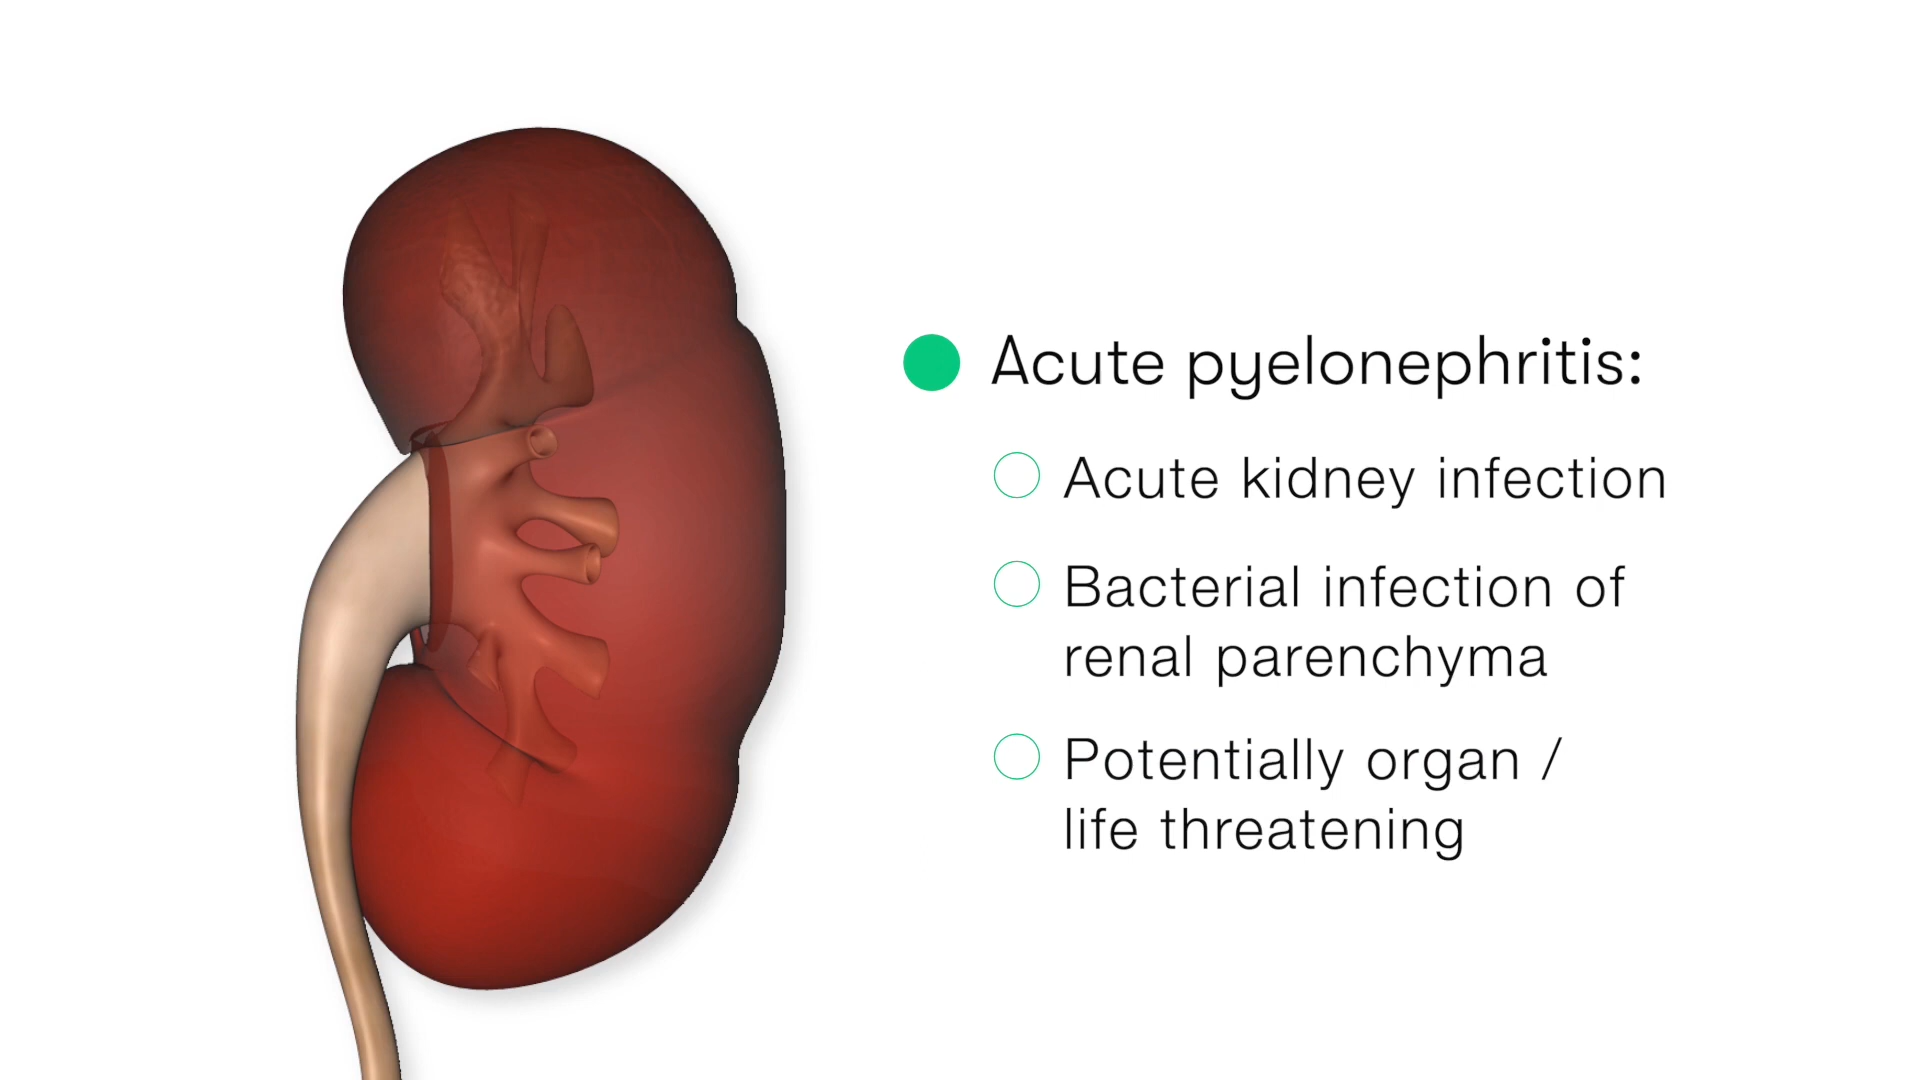 Acute pyelonephritis:
Acute kidney infection
Bacterial infection of
renal parenchyma
Potentially organ /
life threatening